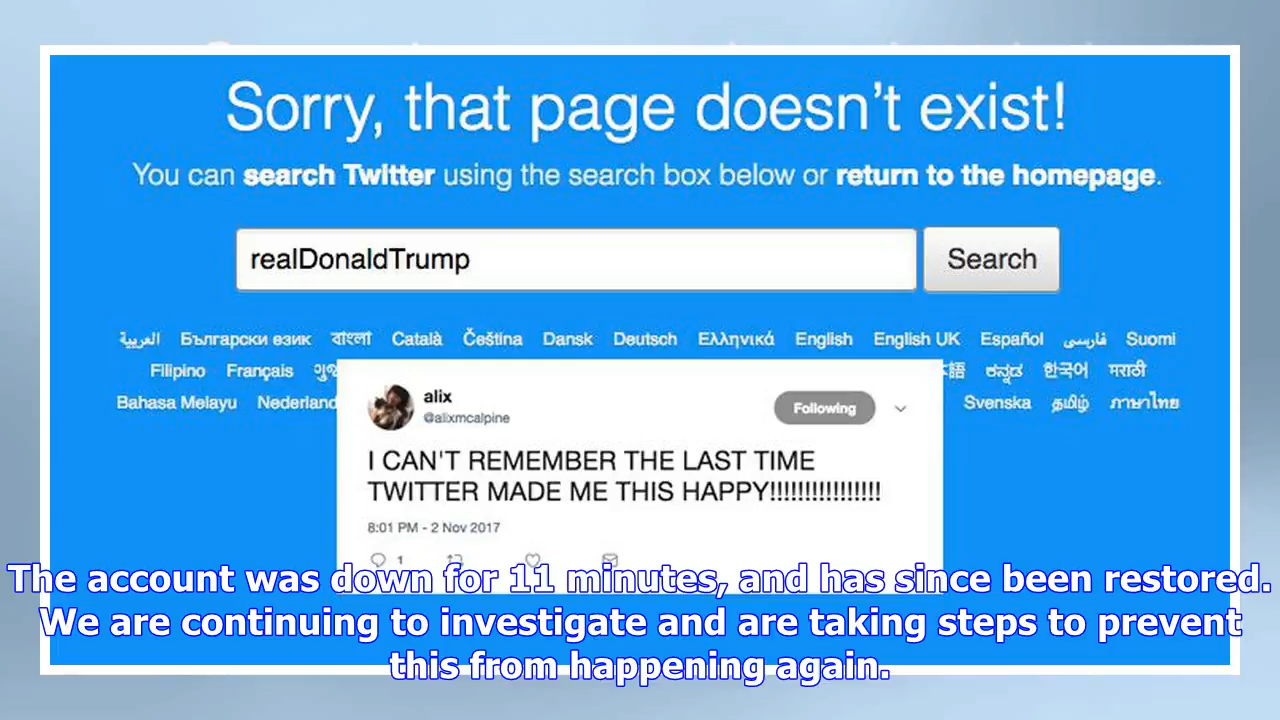 Sorry, that page doesn't exist!
You can search Twitter using the search box below or return to the homepage.
realDonaldTrump
Search
العربية Български език বাংলা Català Čeština Dansk Deutsch Ελληνικά English English UK Español فارسی Suomi
Filipino Français ಕನ್ನಡ 한국어 मराठी
Bahasa Melayu Nederland Svenska தமிழ் ภาษาไทย
alix
@alixmcalpine
Following
I CAN'T REMEMBER THE LAST TIME
TWITTER MADE ME THIS HAPPY!!!!!!!!!!!!!!!!!
8:01 PM - 2 Nov 2017
1
The account was down for 11 minutes, and has since been restored.
We are continuing to investigate and are taking steps to prevent
this from happening again.